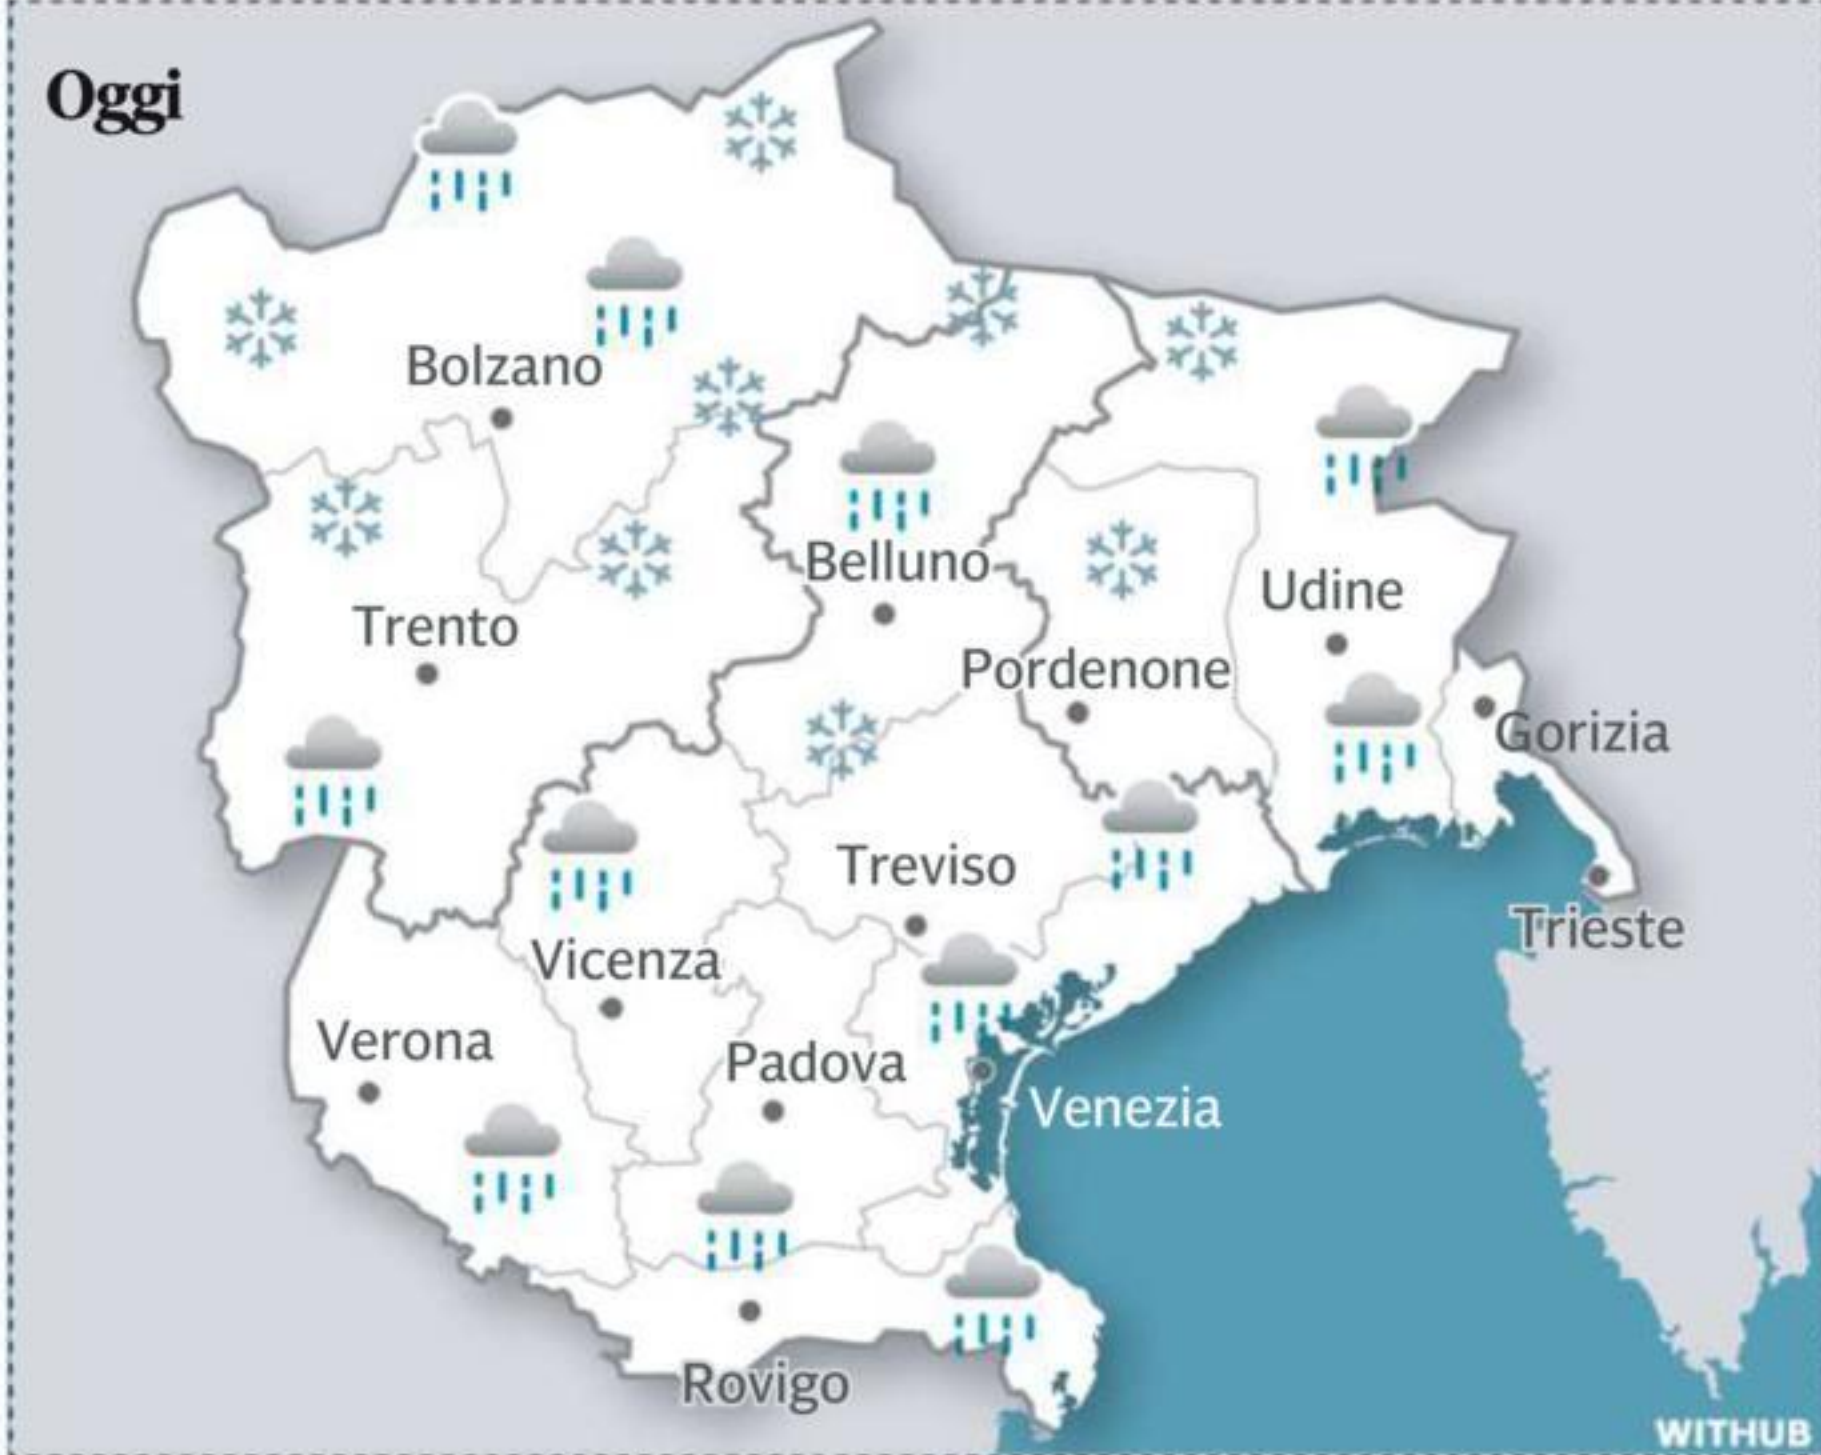 Oggi
Bolzano
Belluno
Udine
Trento
Pordenone
Gorizia
Treviso
Trieste
Vicenza
Verona
Padova
Venezia
Rovigo
WITHUB